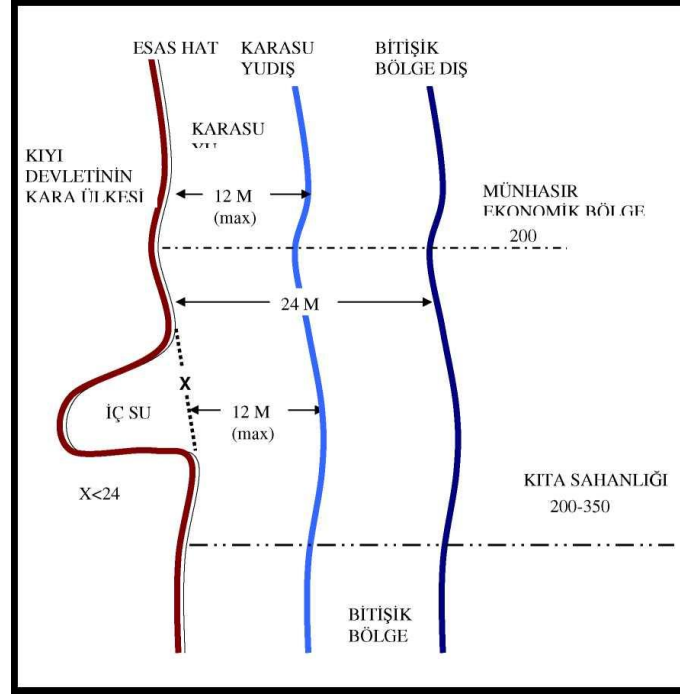 ESAS HAT
KARASU
YUDIŞ
BİTİŞİK
BÖLGE DIŞ
KARASU
YU
KIYI
DEVLETİNİN
KARA ÜLKESİ
12 M
(max)
MÜNHASIR
EKONOMİK BÖLGE
200
24 M
X
İÇ SU
12 M
(max)
X<24
KITA SAHANLIĞI
200-350
BİTİŞİK
BÖLGE